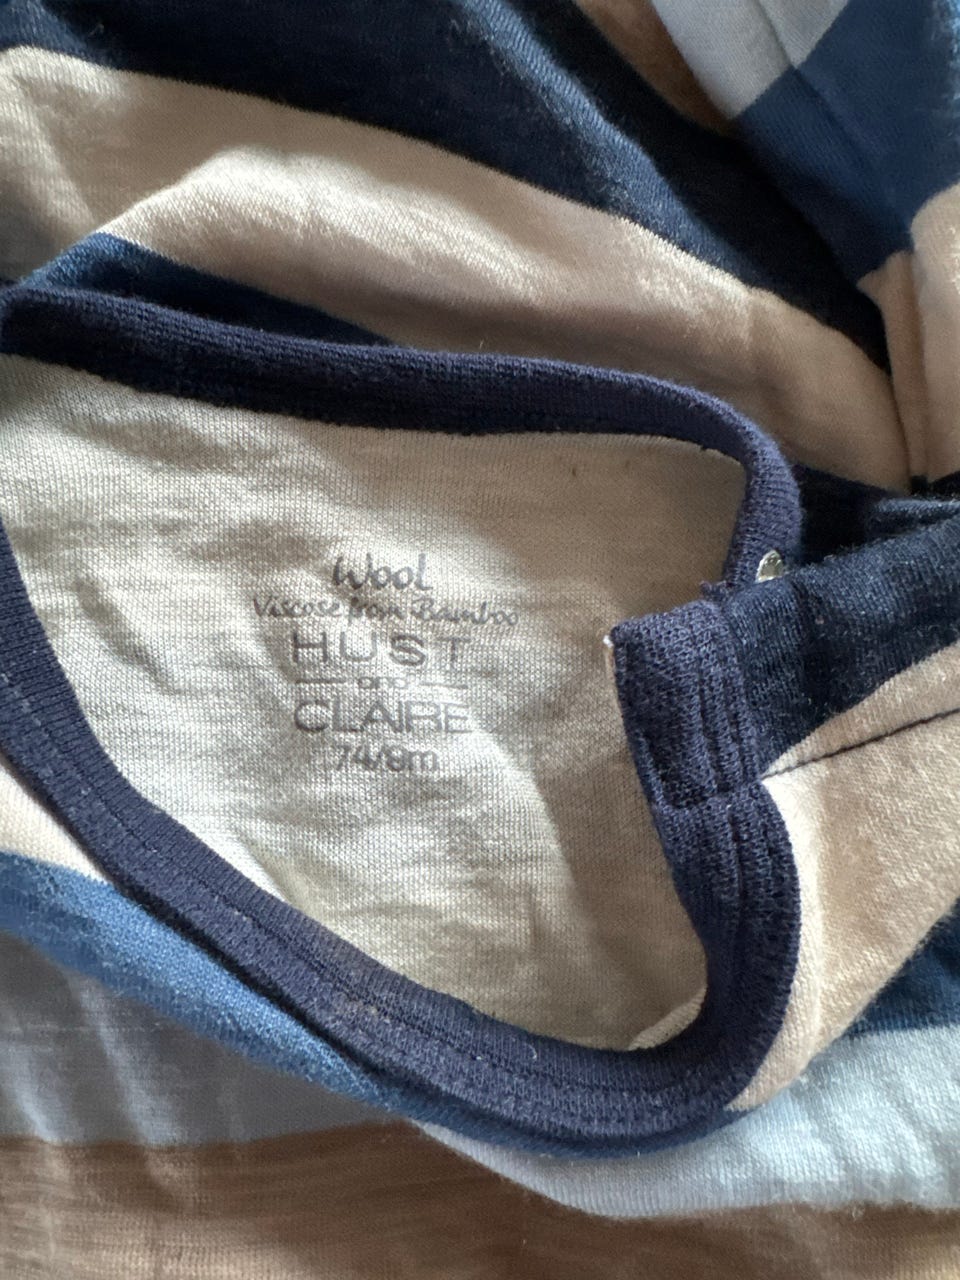 Wool
Viscose from Bamboo
HUST
and
CLAIRE
74/9m